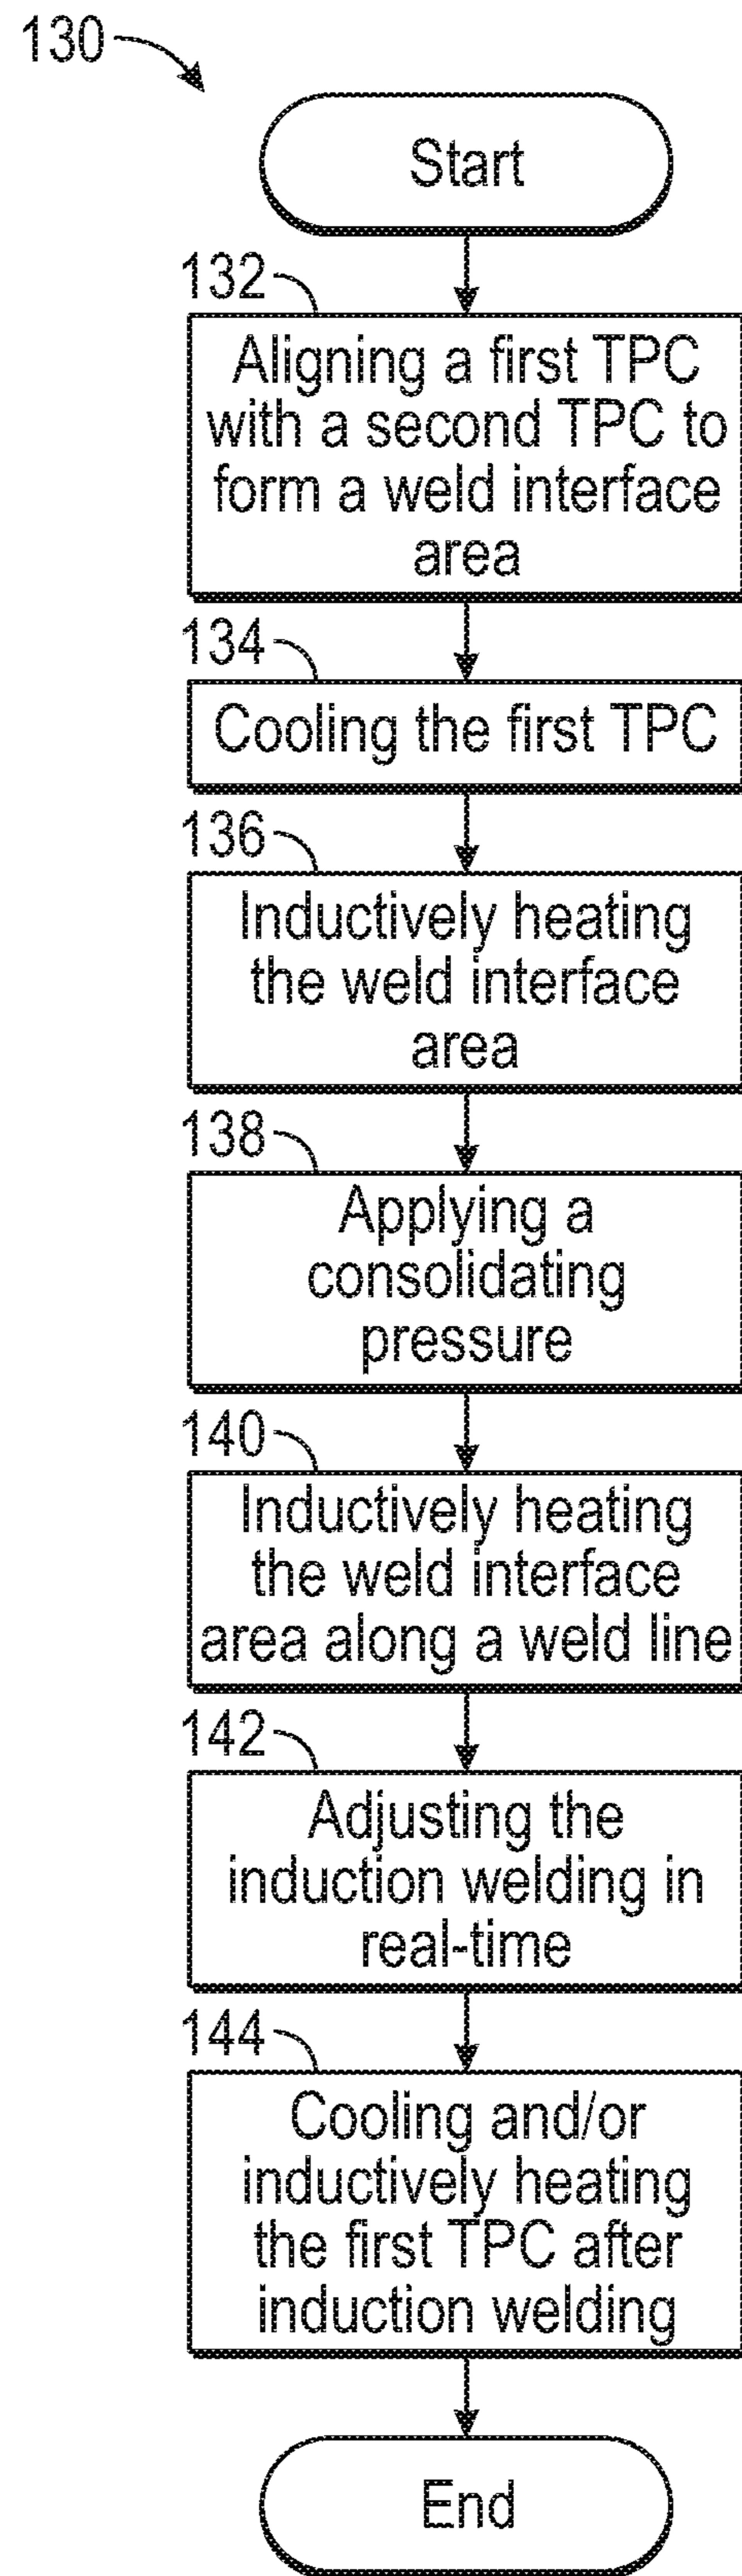 130
Start
132
Aligning a first TPC
with a second TPC to
form a weld interface
area
134
Cooling the first TPC
136
Inductively heating
the weld interface
area
138
Applying a
consolidating
pressure
140
Inductively heating
the weld interface
area along a weld line
142
Adjusting the
induction welding in
real-time
144
Cooling and/or
inductively heating
the first TPC after
induction welding
End